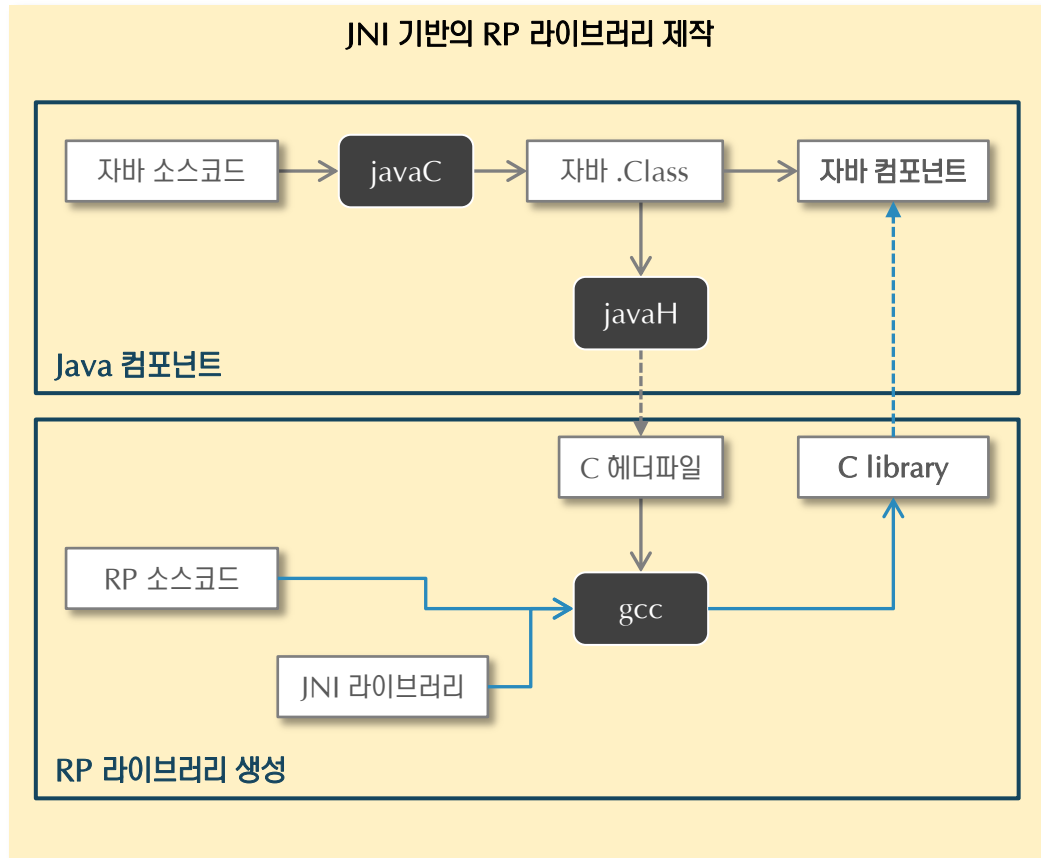 JNI 기반의 RP 라이브러리 제작
자바 소스코드
javaC
자바 .Class
자바 컴포넌트
javaH
Java 컴포넌트
C 헤더파일
C library
RP 소스코드
gcc
JNI 라이브러리
RP 라이브러리 생성